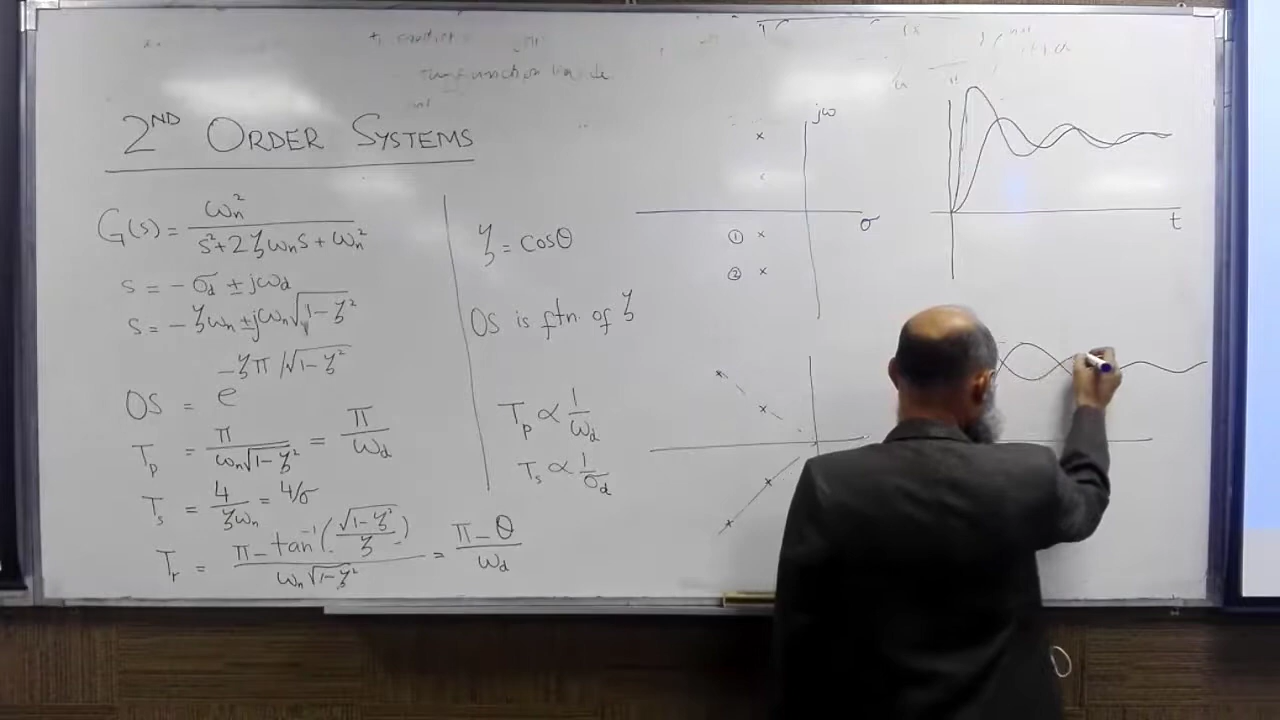 2ND ORDER SYSTEMS
G(s) = ωn² / s² + 2ζωns + ωn²
s = -σd ± jωd
s = -ζωn ± jωn√1-ζ²
OS = e^-ζπ/√1-ζ²
Tp = π / ωn√1-ζ² = π / ωd
Ts = 4 / ζωn = 4/σ
Tr = π - tan⁻¹(√1-ζ² / ζ) / ωn√1-ζ² = π - θ / ωd
ζ = cosθ
OS is ftn. of ζ
Tp ∝ 1/ωd
Ts ∝ 1/σd
jω
σ
①
②
t